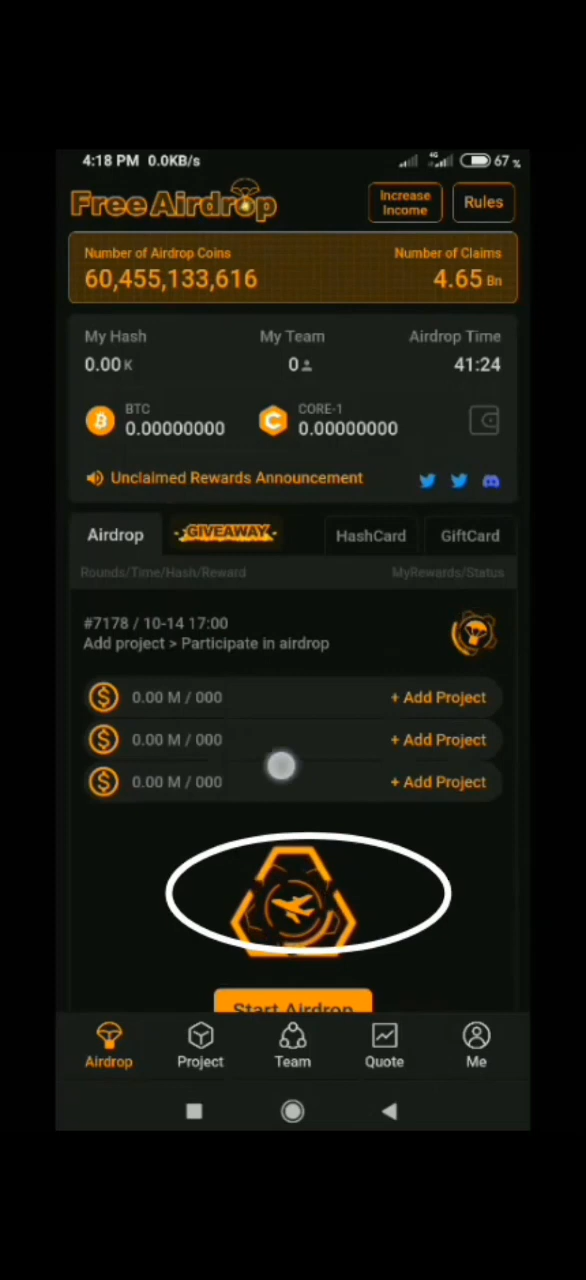 4:18 PM 0.0KB/s 4G 67 %
Free Airdrop
Increase Income
Rules
Number of Airdrop Coins Number of Claims
60,455,133,616 4.65 Bn
My Hash My Team Airdrop Time
0.00 K 0 41:24
BTC CORE-1
0.00000000 0.00000000
Unclaimed Rewards Announcement
Airdrop GIVEAWAY HashCard GiftCard
Rounds/Time/Hash/Reward MyRewards/Status
#7178 / 10-14 17:00
Add project > Participate in airdrop
0.00 M / 000 + Add Project
0.00 M / 000 + Add Project
0.00 M / 000 + Add Project
Start Airdrop
Airdrop Project Team Quote Me